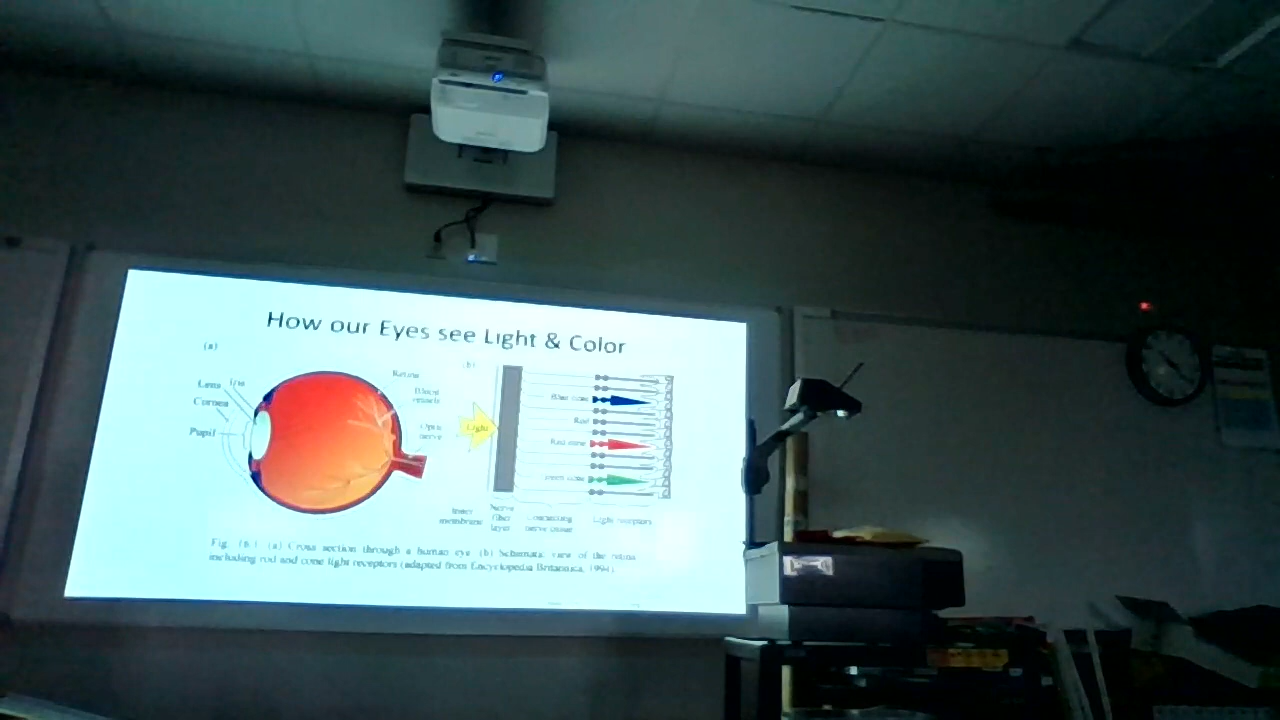 How our Eyes see Light & Color
(a)
(b)
Lens
Iris
Cornea
Pupil
Retina
Blood
vessels
Optic
nerve
Light
Blue cone
Rod
Red cone
Green cone
Inner
membrane
Nerve
fiber
layer
Connecting
nerve tissue
Light receptors
Fig. (a) Cross section through a human eye. (b) Schematic view of the retina
including rod and cone light receptors (adapted from Encyclopedia Britannica, 1994)